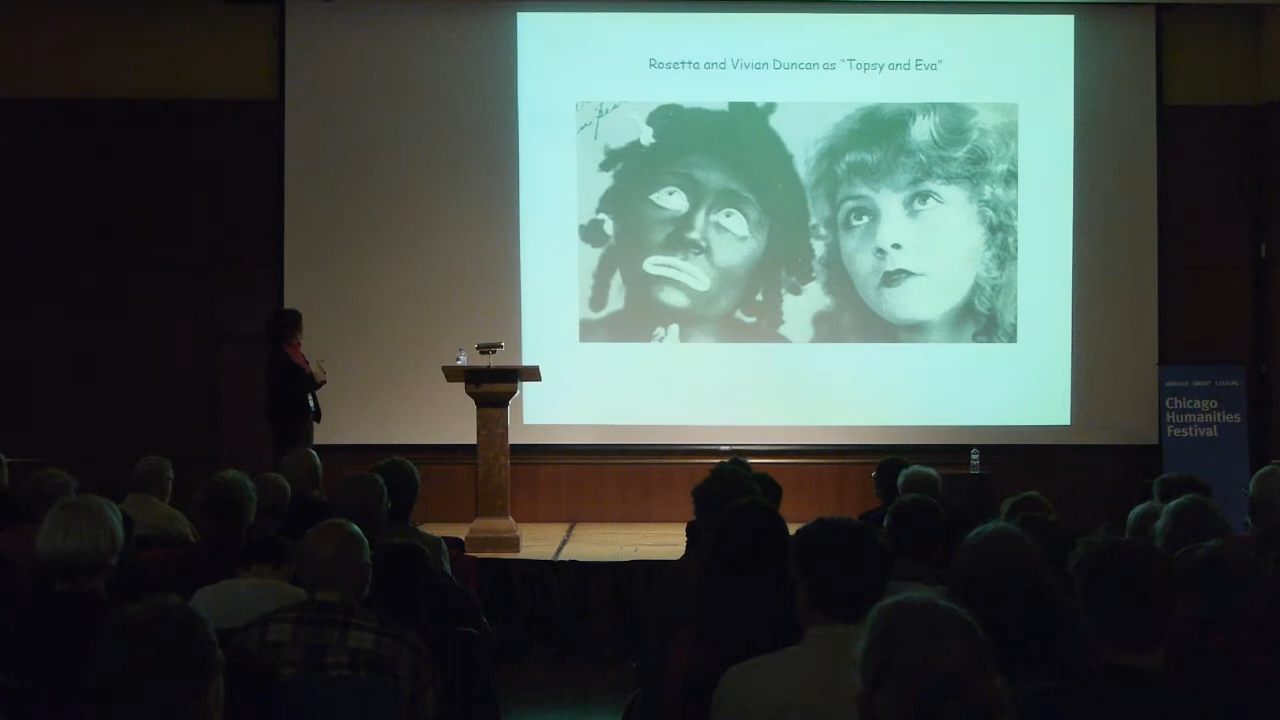 Rosetta and Vivian Duncan as “Topsy and Eva”
Chicago
Humanities
Festival